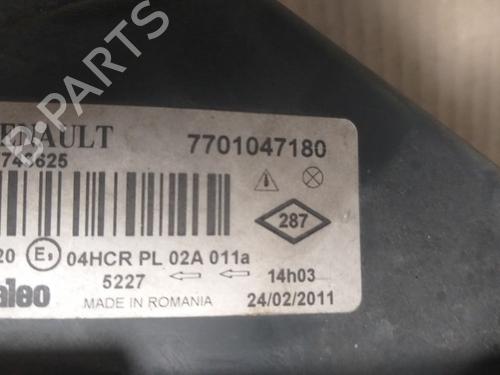 B-PARTS
ENAULT 7701047180
743625
287
20 E 04HCR PL 02A 011a
5227 14h03
aleo MADE IN ROMANIA 24/02/2011